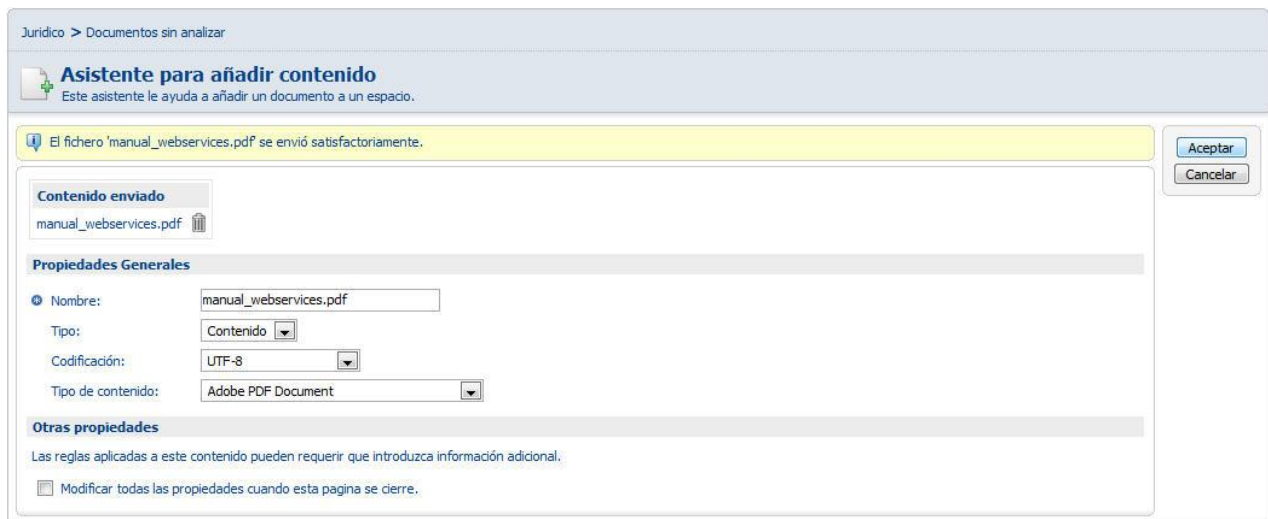 Juridico > Documentos sin analizar
Asistente para añadir contenido
Este asistente le ayuda a añadir un documento a un espacio.
El fichero 'manual_webservices.pdf' se envió satisfactoriamente.
Aceptar
Cancelar
Contenido enviado
manual_webservices.pdf
Propiedades Generales
Nombre: manual_webservices.pdf
Tipo: Contenido
Codificación: UTF-8
Tipo de contenido: Adobe PDF Document
Otras propiedades
Las reglas aplicadas a este contenido pueden requerir que introduzca información adicional.
Modificar todas las propiedades cuando esta pagina se cierre.